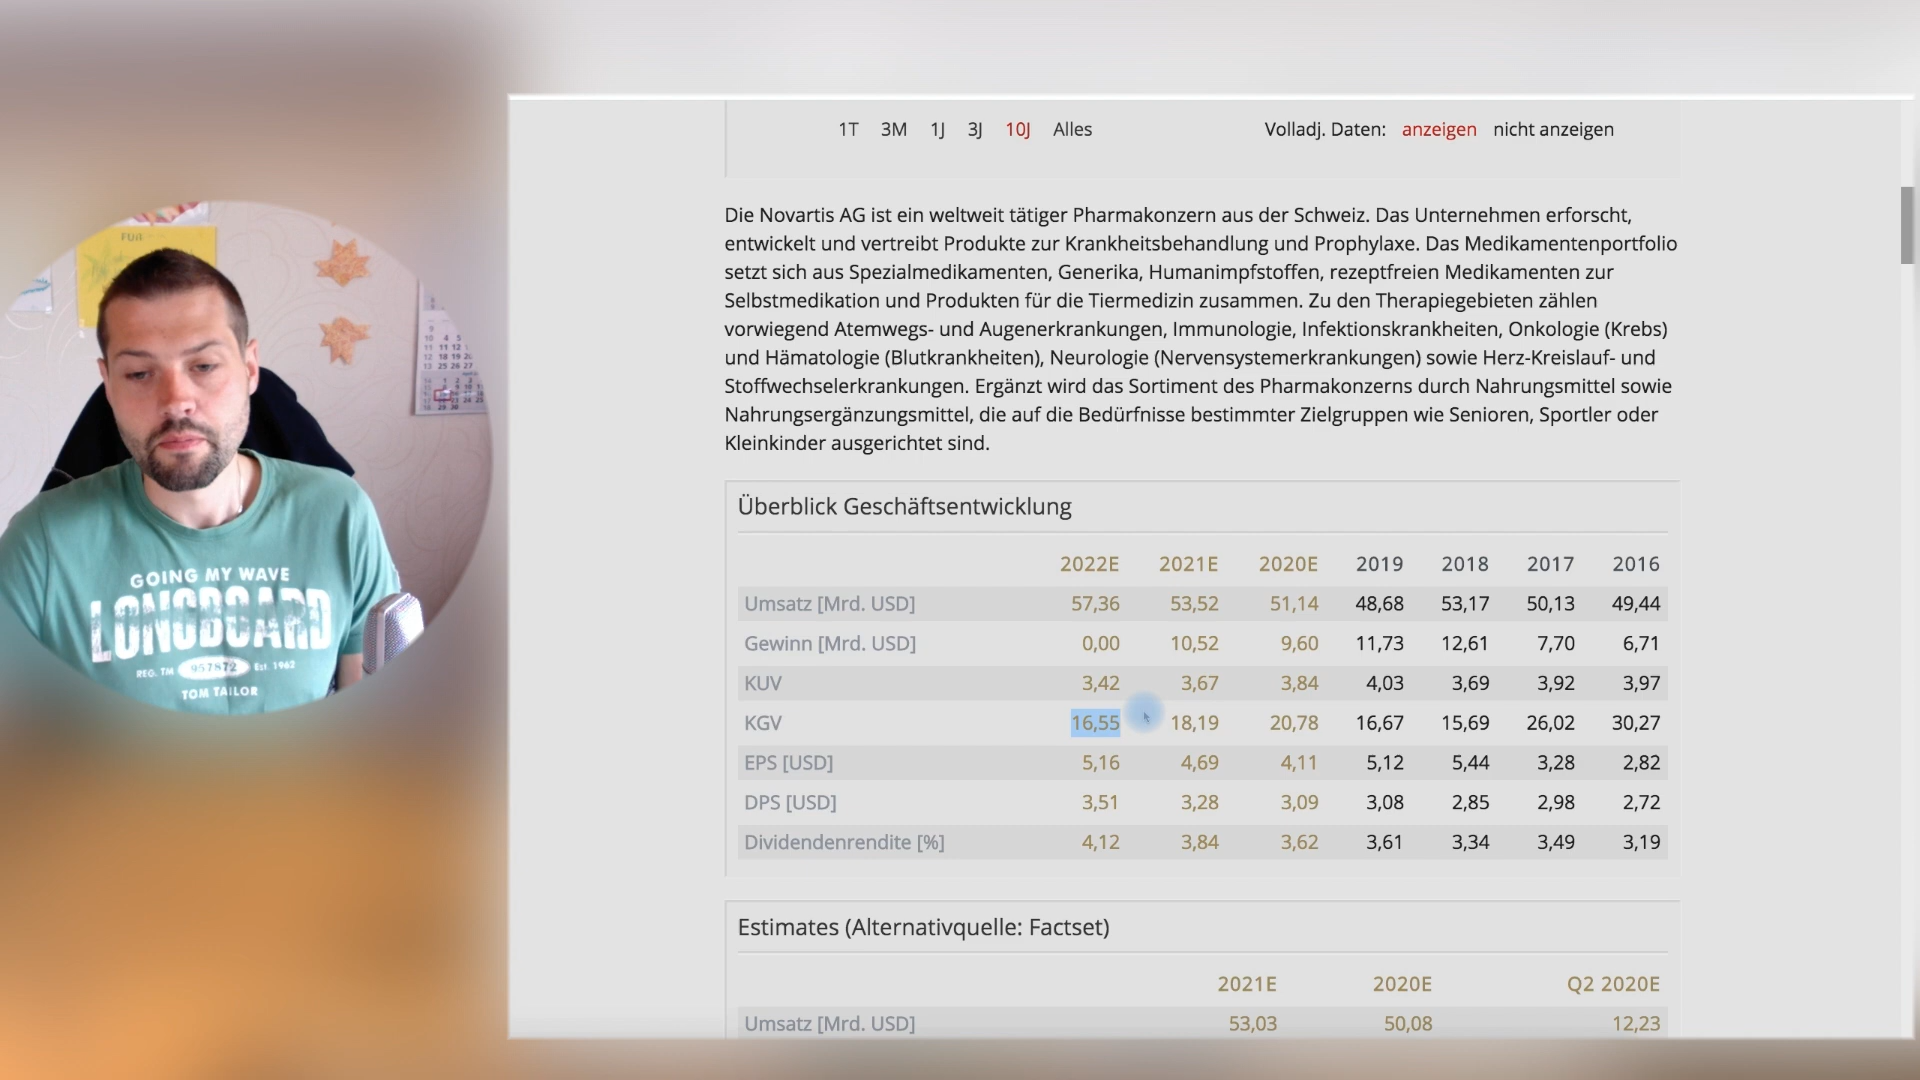 1T 3M 1J 3J 10J Alles Volladj. Daten: anzeigen nicht anzeigen
Die Novartis AG ist ein weltweit tätiger Pharmakonzern aus der Schweiz. Das Unternehmen erforscht,
entwickelt und vertreibt Produkte zur Krankheitsbehandlung und Prophylaxe. Das Medikamentenportfolio
setzt sich aus Spezialmedikamenten, Generika, Humanimpfstoffen, rezeptfreien Medikamenten zur
Selbstmedikation und Produkten für die Tiermedizin zusammen. Zu den Therapiegebieten zählen
vorwiegend Atemwegs- und Augenerkrankungen, Immunologie, Infektionskrankheiten, Onkologie (Krebs)
und Hämatologie (Blutkrankheiten), Neurologie (Nervensystemerkrankungen) sowie Herz-Kreislauf- und
Stoffwechselerkrankungen. Ergänzt wird das Sortiment des Pharmakonzerns durch Nahrungsmittel sowie
Nahrungsergänzungsmittel, die auf die Bedürfnisse bestimmter Zielgruppen wie Senioren, Sportler oder
Kleinkinder ausgerichtet sind.
Überblick Geschäftsentwicklung
2022E 2021E 2020E 2019 2018 2017 2016
Umsatz [Mrd. USD] 57,36 53,52 51,14 48,68 53,17 50,13 49,44
Gewinn [Mrd. USD] 0,00 10,52 9,60 11,73 12,61 7,70 6,71
KUV 3,42 3,67 3,84 4,03 3,69 3,92 3,97
KGV 16,55 18,19 20,78 16,67 15,69 26,02 30,27
EPS [USD] 5,16 4,69 4,11 5,12 5,44 3,28 2,82
DPS [USD] 3,51 3,28 3,09 3,08 2,85 2,98 2,72
Dividendenrendite [%] 4,12 3,84 3,62 3,61 3,34 3,49 3,19
Estimates (Alternativquelle: Factset)
2021E 2020E Q2 2020E
Umsatz [Mrd. USD] 53,03 50,08 12,23
GOING MY WAVE
LONGBOARD
REG. TM 957872 Est. 1962
TOM TAILOR